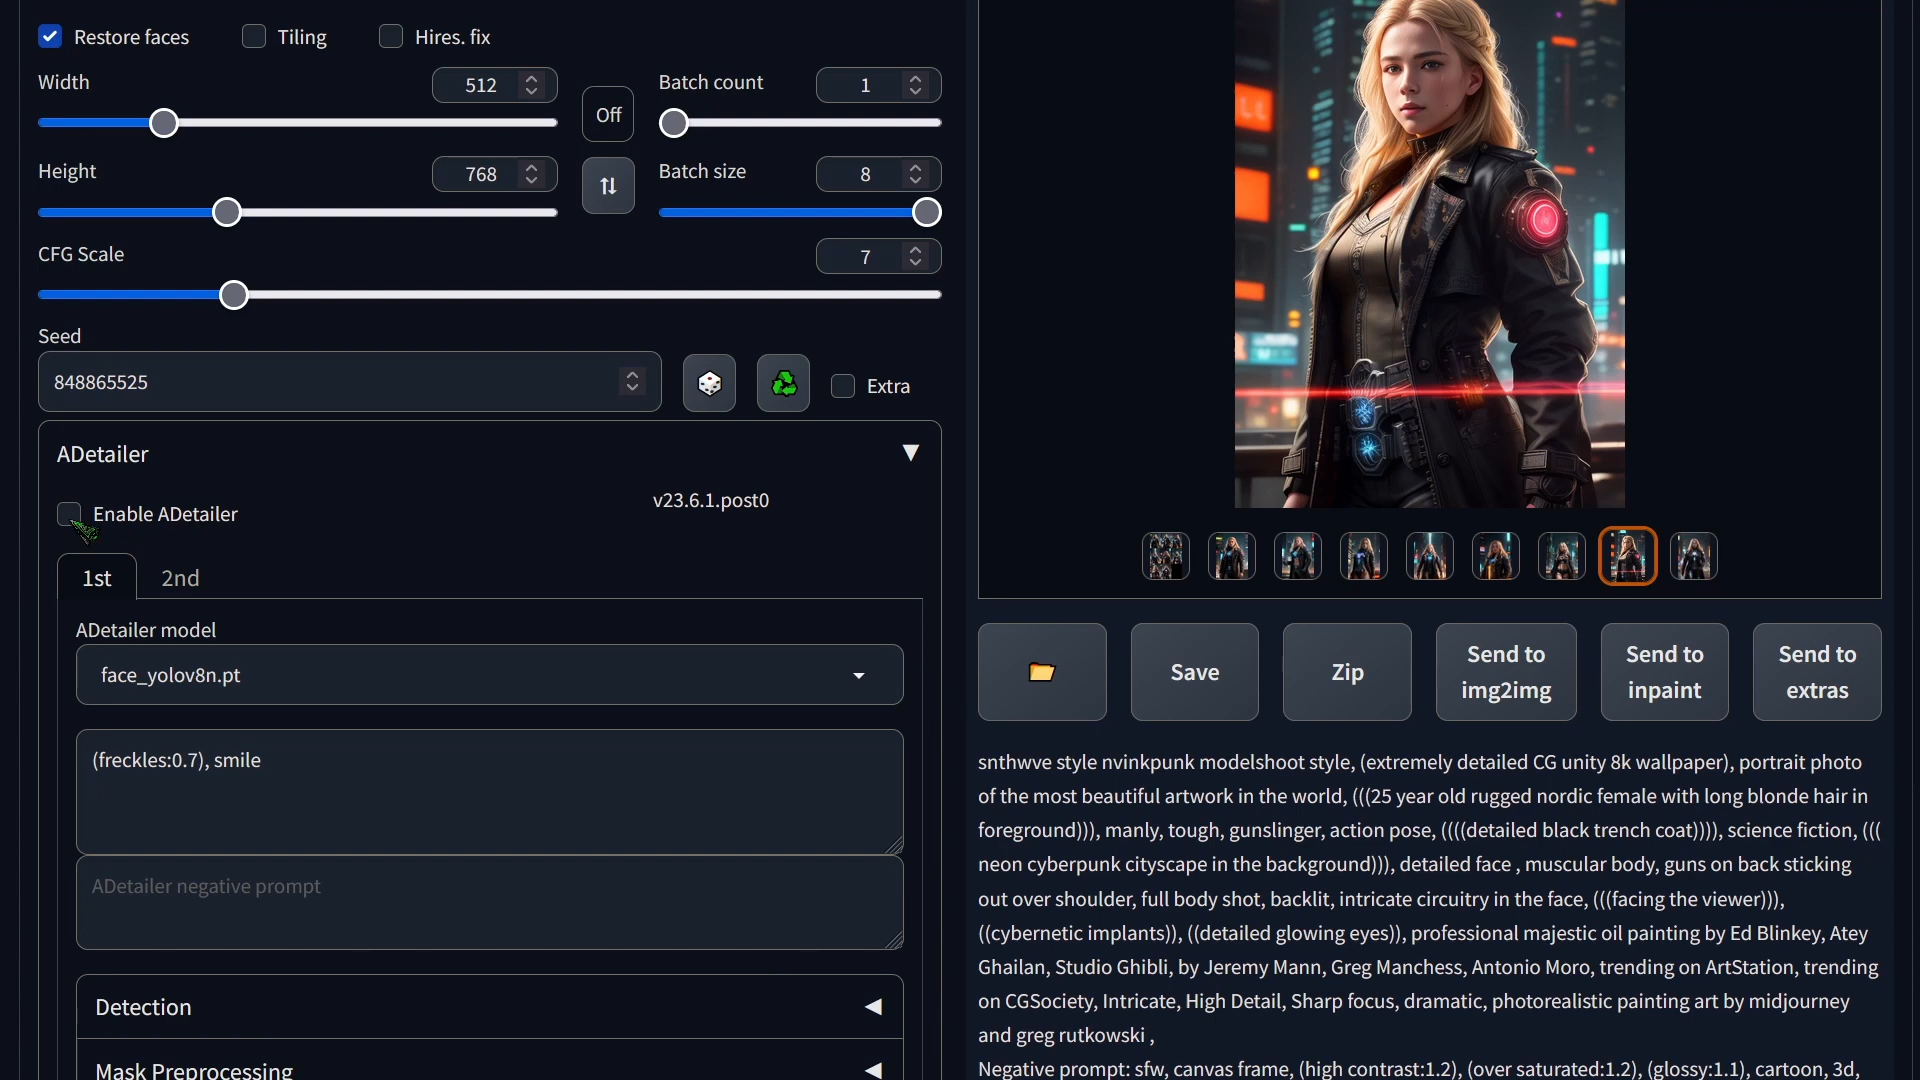 Restore faces
Tiling
Hires. fix
Width
512
Off
Batch count
1
Height
768
Batch size
8
CFG Scale
7
Seed
848865525
Extra
ADetailer
▼
Enable ADetailer
v23.6.1.post0
1st
2nd
ADetailer model
face_yolov8n.pt
(freckles:0.7), smile
ADetailer negative prompt
Detection
◀
Mask Preprocessing
◀
Save
Zip
Send to
img2img
Send to
inpaint
Send to
extras
snthwve style nvinkpunk modelshoot style, (extremely detailed CG unity 8k wallpaper), portrait photo
of the most beautiful artwork in the world, (((25 year old rugged nordic female with long blonde hair in
foreground))), manly, tough, gunslinger, action pose, ((((detailed black trench coat)))), science fiction, (((
neon cyberpunk cityscape in the background))), detailed face , muscular body, guns on back sticking
out over shoulder, full body shot, backlit, intricate circuitry in the face, (((facing the viewer))),
((cybernetic implants)), ((detailed glowing eyes)), professional majestic oil painting by Ed Blinkey, Atey
Ghailan, Studio Ghibli, by Jeremy Mann, Greg Manchess, Antonio Moro, trending on ArtStation, trending
on CGSociety, Intricate, High Detail, Sharp focus, dramatic, photorealistic painting art by midjourney
and greg rutkowski ,
Negative prompt: sfw, canvas frame, (high contrast:1.2), (over saturated:1.2), (glossy:1.1), cartoon, 3d,